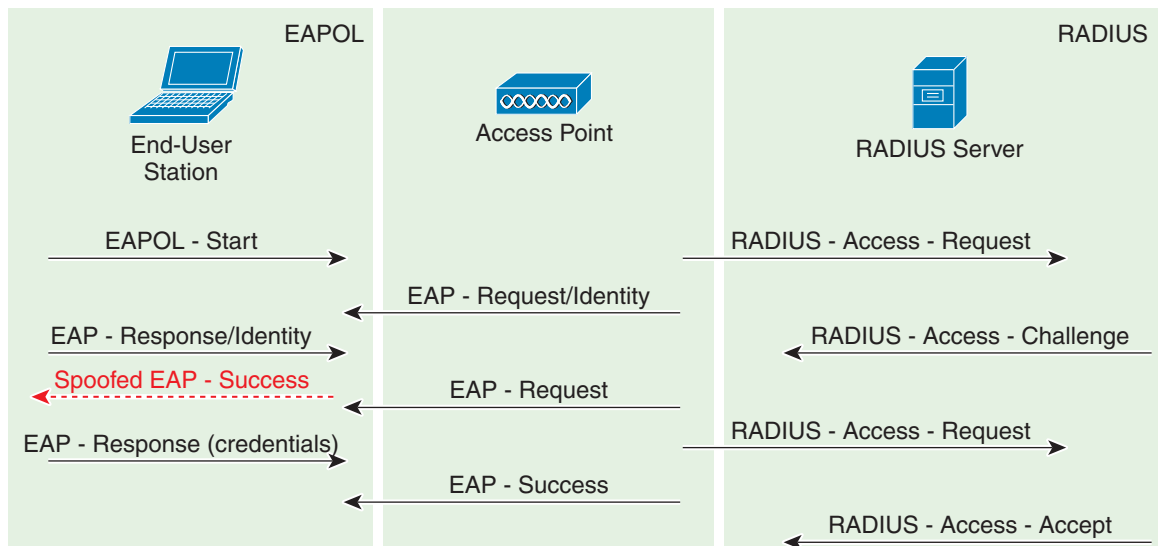 EAPOL
RADIUS
End-User
Station
Access Point
RADIUS Server
EAPOL - Start
RADIUS - Access - Request
EAP - Request/Identity
EAP - Response/Identity
RADIUS - Access - Challenge
Spoofed EAP - Success
EAP - Request
EAP - Response (credentials)
RADIUS - Access - Request
EAP - Success
RADIUS - Access - Accept